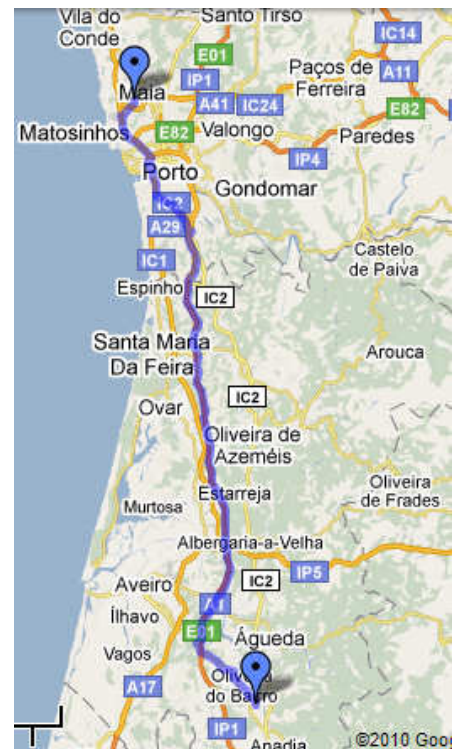 Vila do
Conde
Santo Tirso
E01
IC14
Maia
IP1
Paços de
Ferreira
A11
A41
IC24
E82
Matosinhos
E82
Valongo
Paredes
IP4
Porto
Gondomar
IC2
A29
Castelo
de Paiva
IC1
Espinho
IC2
Santa Maria
Da Feira
Arouca
IC2
Ovar
Oliveira de
Azeméis
Oliveira
de Frades
Estarreja
Murtosa
Albergaria-a-Velha
IP5
Aveiro
IC2
A1
Ílhavo
E01
Águeda
Vagos
Oliveira
do Bairro
A17
IP1
Anadia
©2010 Goo